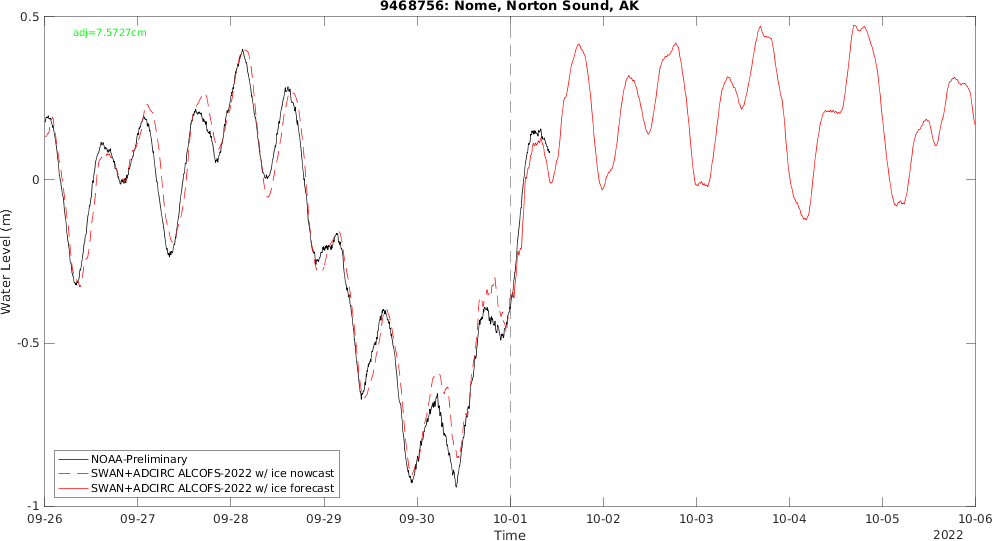 9468756: Nome, Norton Sound, AK
adj=7.5727cm
0.5
0
-0.5
-1
Water Level (m)
NOAA-Preliminary
SWAN+ADCIRC ALCOFS-2022 w/ ice nowcast
SWAN+ADCIRC ALCOFS-2022 w/ ice forecast
09-26 09-27 09-28 09-29 09-30 10-01 10-02 10-03 10-04 10-05 10-06
Time
2022